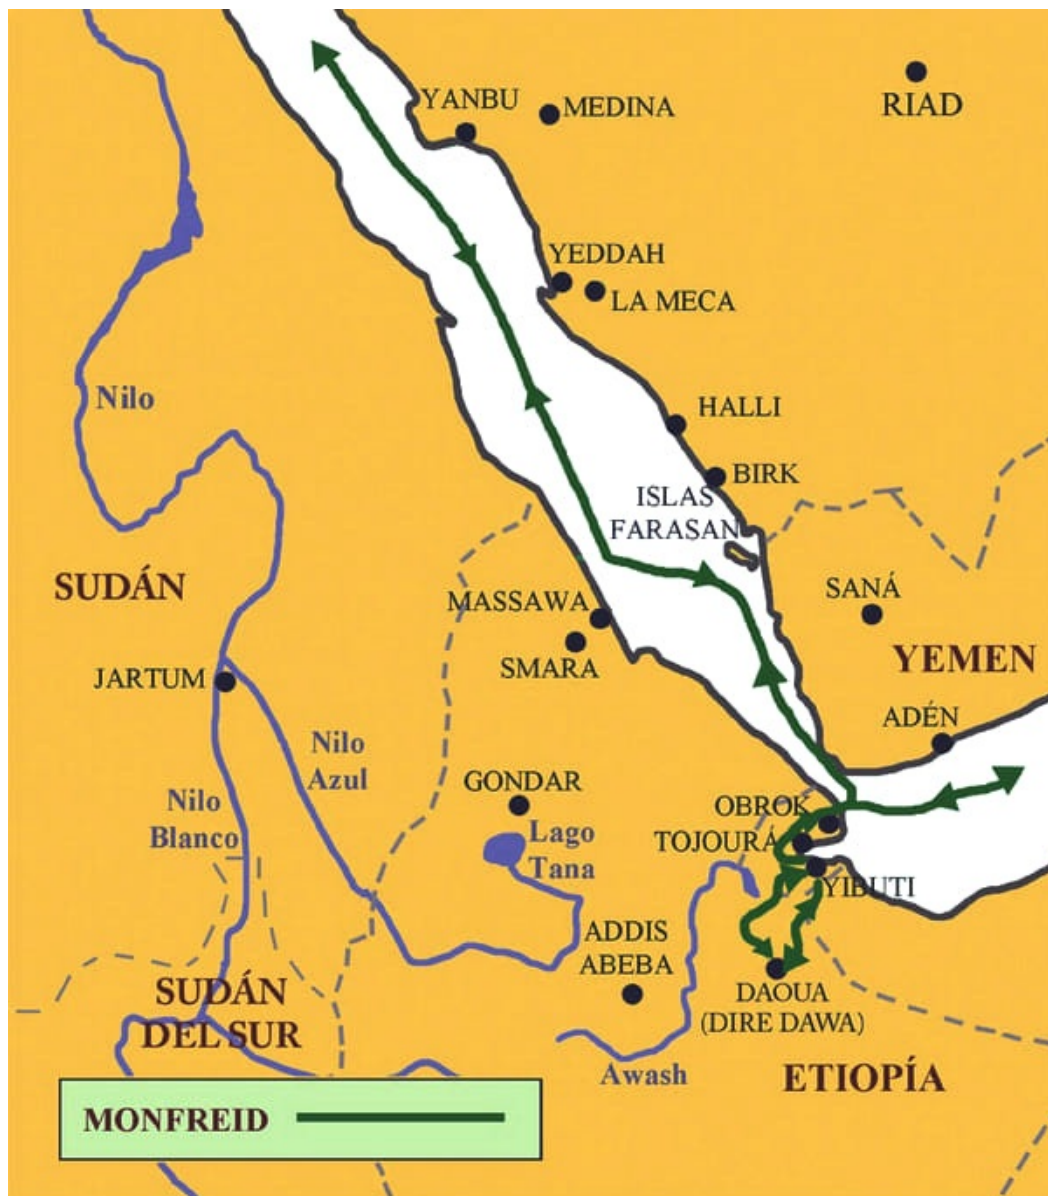 YANBU
MEDINA
RIAD
YEDDAH
LA MECA
Nilo
HALLI
BIRK
ISLAS
FARASAN
SUDÁN
MASSAWA
SMARA
SANÁ
YEMEN
JARTUM
ADÉN
Nilo
Azul
GONDAR
Nilo
Blanco
Lago
Tana
OBROK
TOJOURÁ
YIBUTI
ADDIS
ABEBA
SUDÁN
DEL SUR
DAOUA
(DIRE DAWA)
Awash
ETIOPÍA
MONFREID